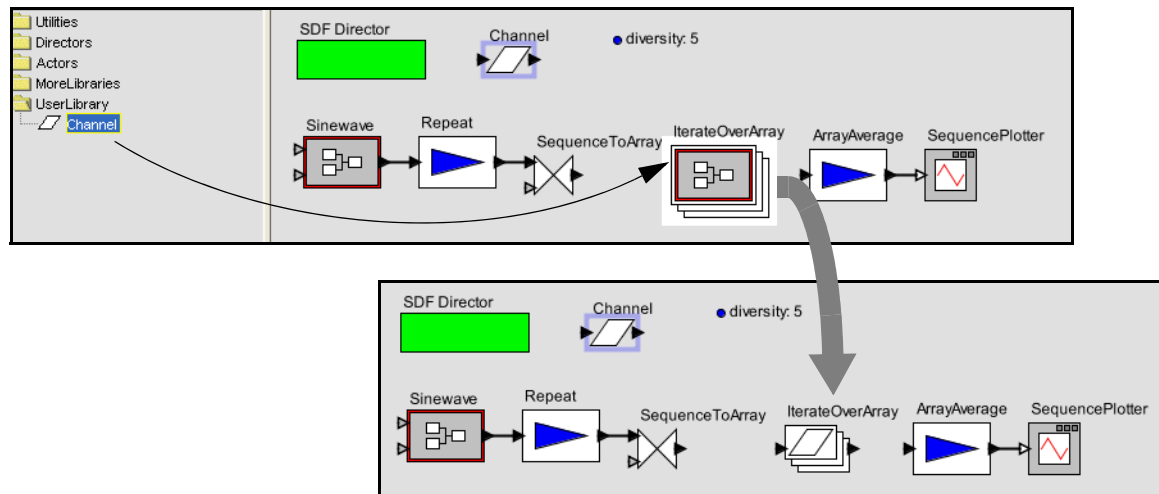 Utilities
Directors
Actors
MoreLibraries
UserLibrary
Channel
SDF Director
Channel
diversity: 5
Sinewave
Repeat
SequenceToArray
IterateOverArray
ArrayAverage
SequencePlotter
SDF Director
Channel
diversity: 5
Sinewave
Repeat
SequenceToArray
IterateOverArray
ArrayAverage
SequencePlotter